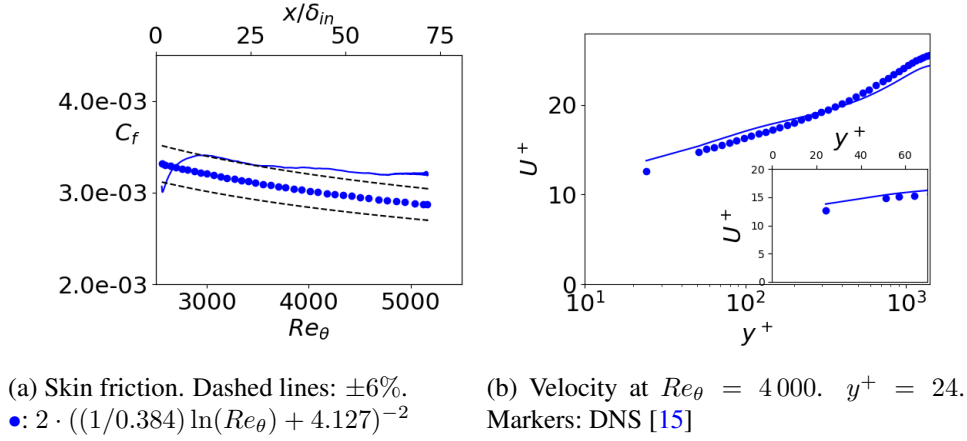 x/δ_in
0 25 50 75
4.0e-03
C_f
3.0e-03
2.0e-03
3000 4000 5000
Re_θ
20
U^+
10
0
10^1 10^2 10^3
y^+
y^+
0 20 40 60
20
15
U^+
10
5
0
(a) Skin friction. Dashed lines: ±6%.
●: 2 · ((1/0.384) ln(Re_θ) + 4.127)^{-2}
(b) Velocity at Re_θ = 4 000. y^+ = 24.
Markers: DNS [15]